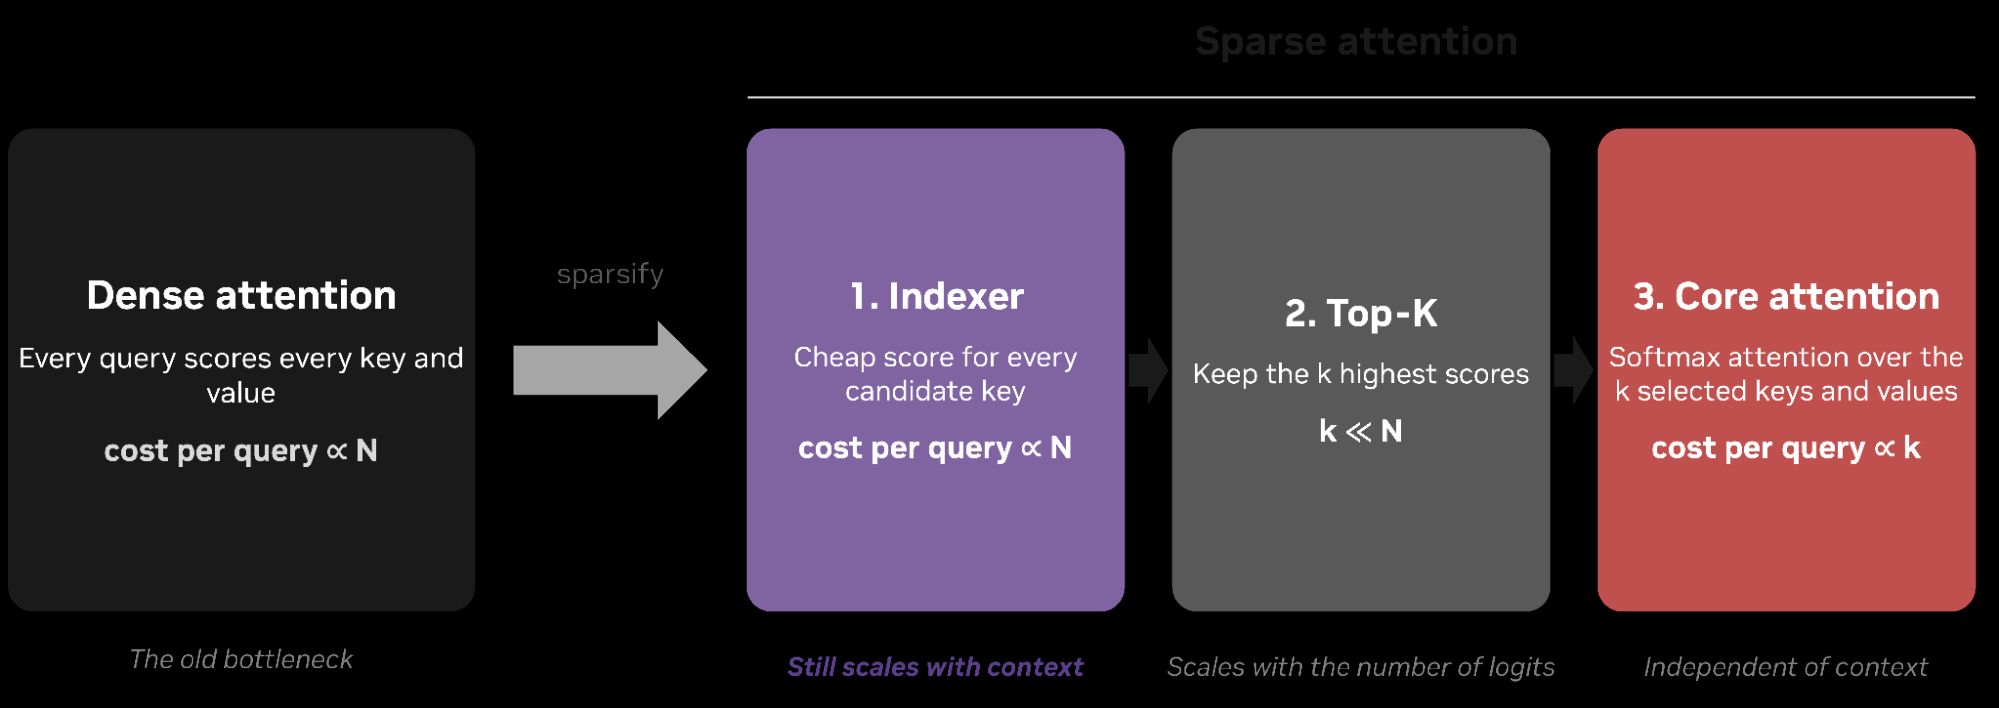 Sparse attention
Dense attention
Every query scores every key and
value
cost per query ∝ N
The old bottleneck
sparsify
1. Indexer
Cheap score for every
candidate key
cost per query ∝ N
Still scales with context
2. Top-K
Keep the k highest scores
k ≪ N
Scales with the number of logits
3. Core attention
Softmax attention over the
k selected keys and values
cost per query ∝ k
Independent of context